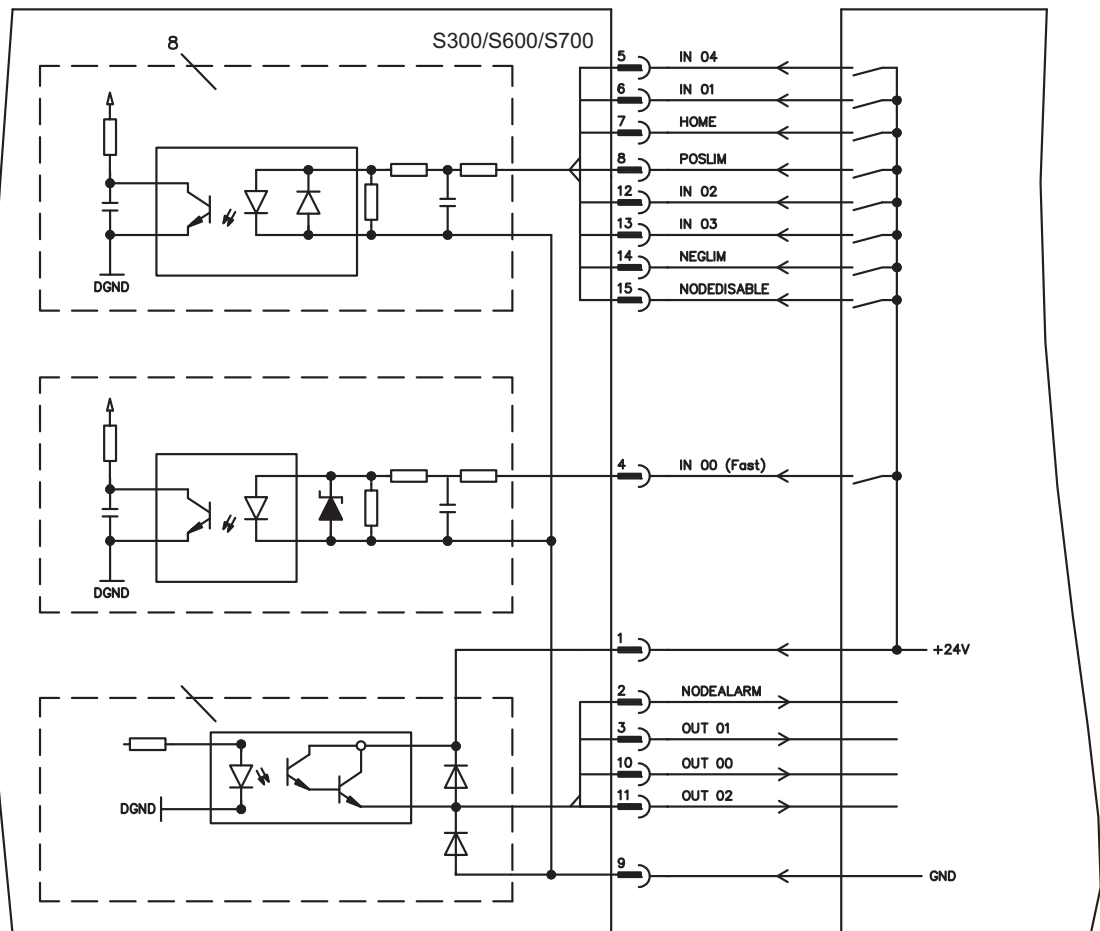 8
S300/S600/S700
5 IN 04
6 IN 01
7 HOME
8 POSLIM
12 IN 02
13 IN 03
14 NEGLIM
15 NODEDISABLE
DGND
4 IN 00 (Fast)
DGND
1
+24V
2 NODEALARM
3 OUT 01
10 OUT 00
11 OUT 02
DGND
9
GND